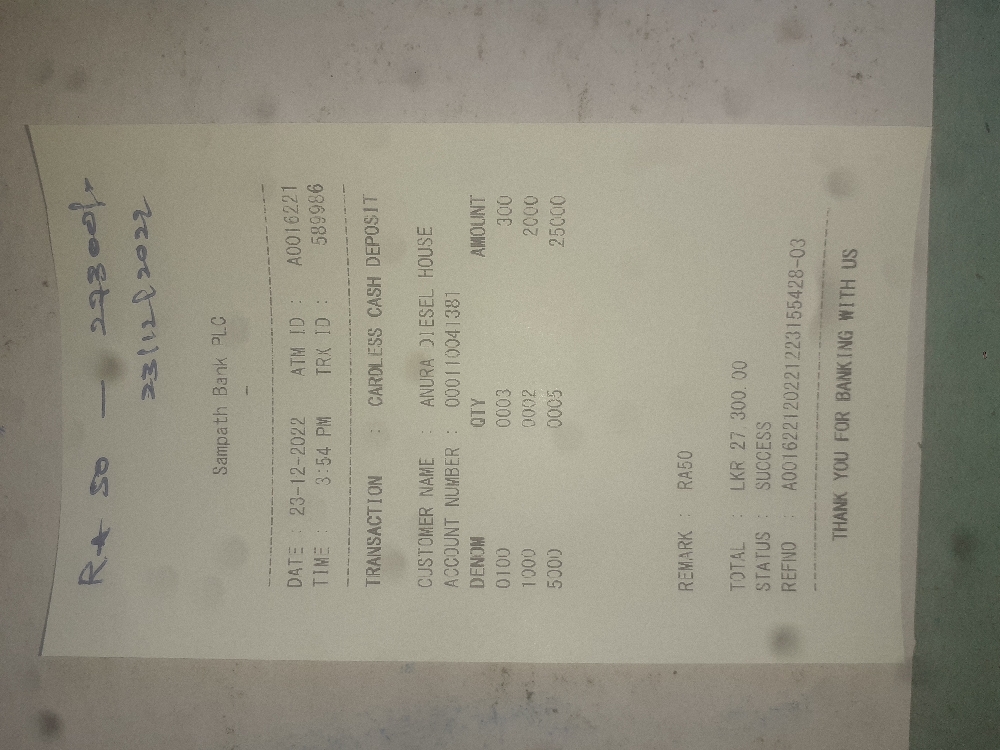 RA 50 — 27300/-
23/12/2022
Sampath Bank PLC
DATE : 23-12-2022 ATM ID : A0016221
TIME : 3:54 PM TRX ID : 589986
TRANSACTION : CARDLESS CASH DEPOSIT
CUSTOMER NAME : ANURA DIESEL HOUSE
ACCOUNT NUMBER : 000110041381
DENOM QTY AMOUNT
0100 0003 300
1000 0002 2000
5000 0005 25000
REMARK : RA50
TOTAL : LKR 27,300.00
STATUS : SUCCESS
REFNO : A001622120221223155428-03
THANK YOU FOR BANKING WITH US